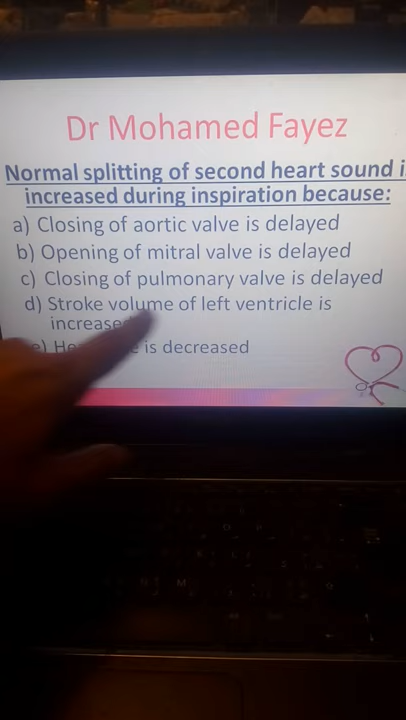 Dr Mohamed Fayez
Normal splitting of second heart sound i
increased during inspiration because:
a) Closing of aortic valve is delayed
b) Opening of mitral valve is delayed
c) Closing of pulmonary valve is delayed
d) Stroke volume of left ventricle is
increase
is decreased